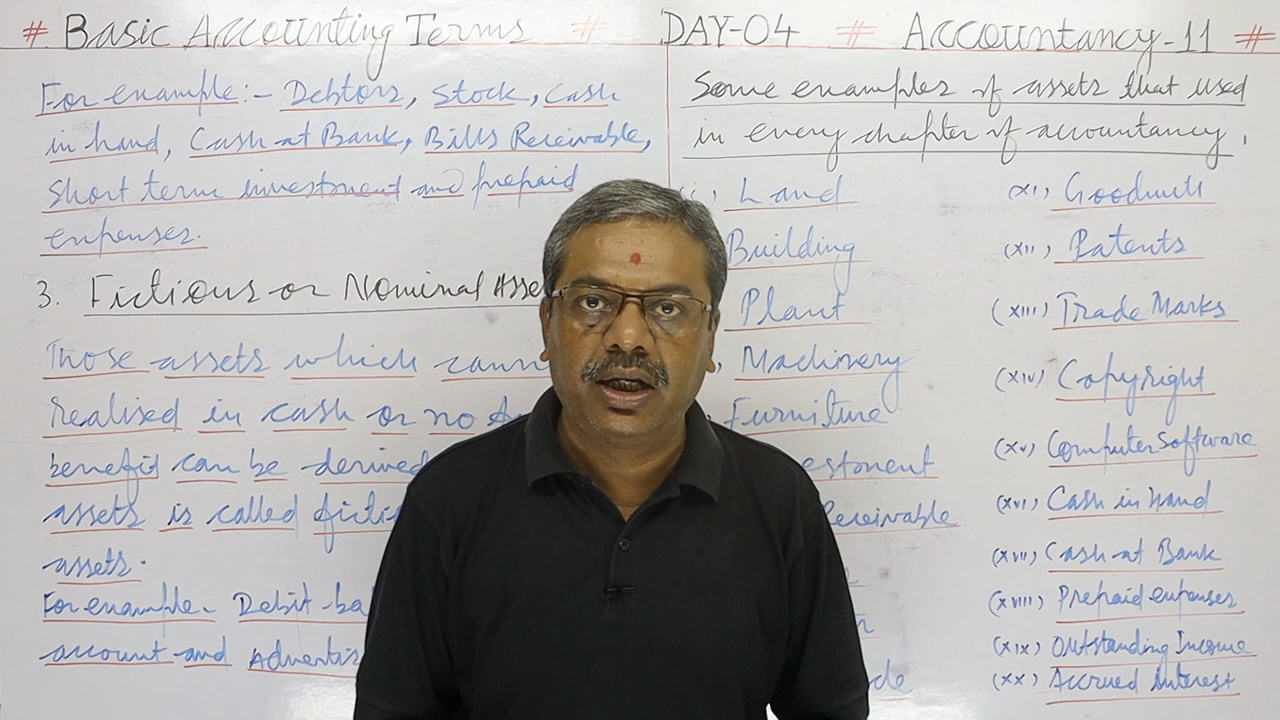 # Basic Accounting Terms # DAY-04 # Accountancy-11 #
For example:- Debtors, Stock, Cash
in hand, Cash at Bank, Bills Receivable,
Short term investment and prepaid
expenses.
3. Fictious or Nominal Asse
Those assets which cann
realised in cash or no
benefit can be derived
assets is called ficti
assets.
For example- Debit bal
account and Advertis
Some examples of assets that used
in every chapter of accountancy.
(i) Land
Building
Plant
Machinery
Furniture
estment
Receivable
de
(xi) Goodwill
(xii) Patents
(xiii) Trade Marks
(xiv) Copyright
(xv) Computer Software
(xvi) Cash in hand
(xvii) Cash at Bank
(xviii) Prepaid expenses
(xix) Outstanding Income
(xx) Accrued interest